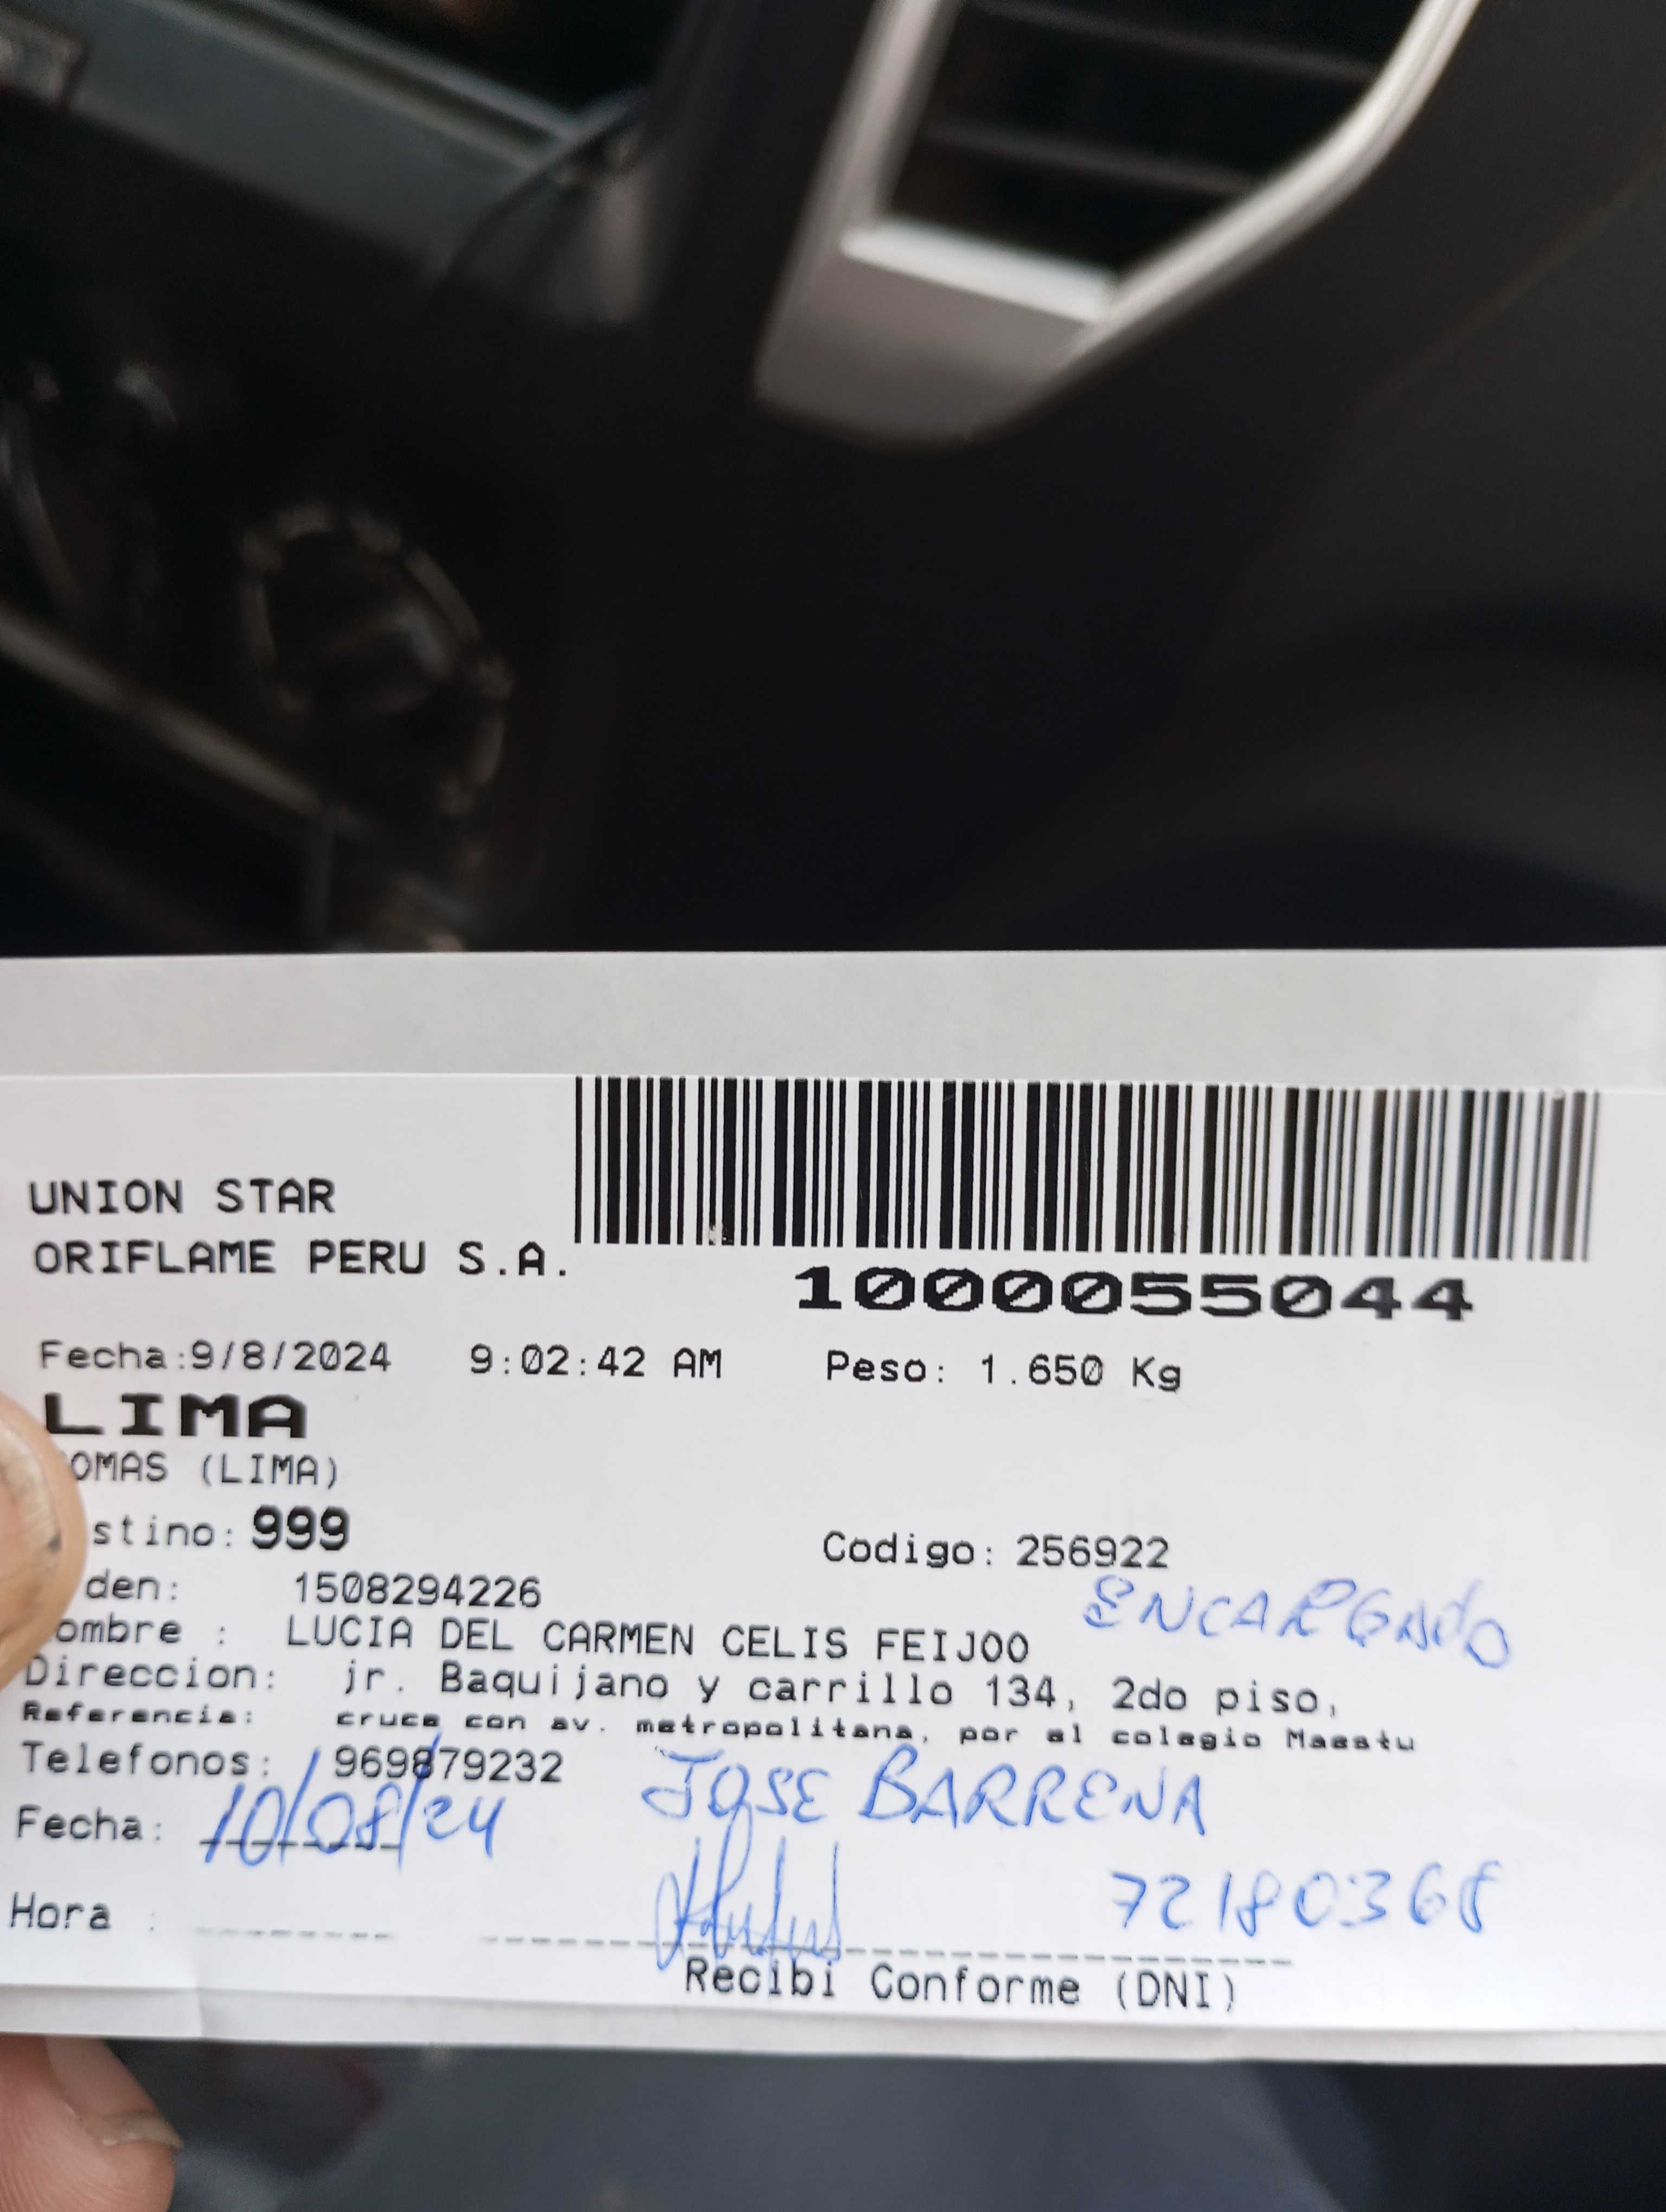 UNION STAR
ORIFLAME PERU S.A.
1000055044
Fecha:9/8/2024 9:02:42 AM Peso: 1.650 Kg
LIMA
OMAS (LIMA)
stino: 999 Codigo: 256922
den: 1508294226
ENCARGADO
ombre : LUCIA DEL CARMEN CELIS FEIJOO
Direccion: jr. Baquijano y carrillo 134, 2do piso,
Referencia: cruce con av. metropolitana, por el colegio Maestu
Telefonos: 969879232
JOSE BARRENA
Fecha: 10/08/24
72180368
Hora :
Recibi Conforme (DNI)